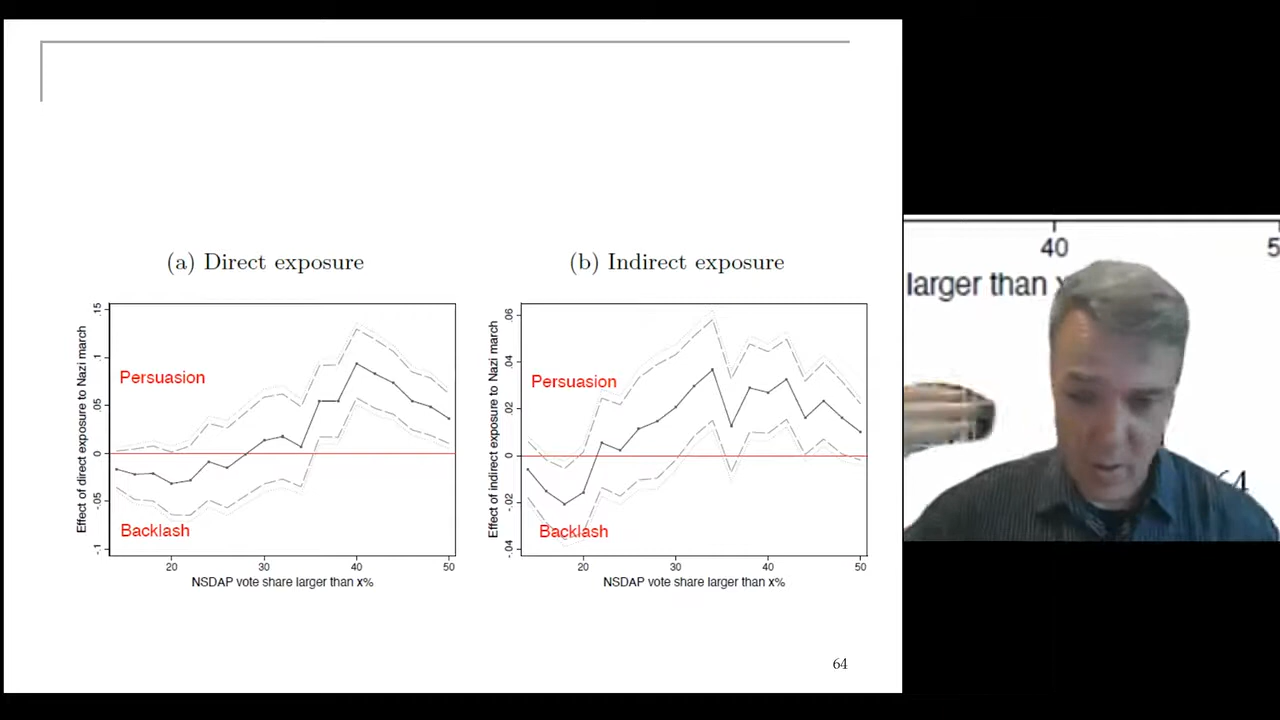 (a) Direct exposure
Effect of direct exposure to Nazi march
.15
.1
.05
0
-.05
-.1
Persuasion
Backlash
20 30 40 50
NSDAP vote share larger than x%
(b) Indirect exposure
Effect of indirect exposure to Nazi march
.06
.04
.02
0
-.02
-.04
Persuasion
Backlash
20 30 40 50
NSDAP vote share larger than x%
64
40 5
larger than x
64